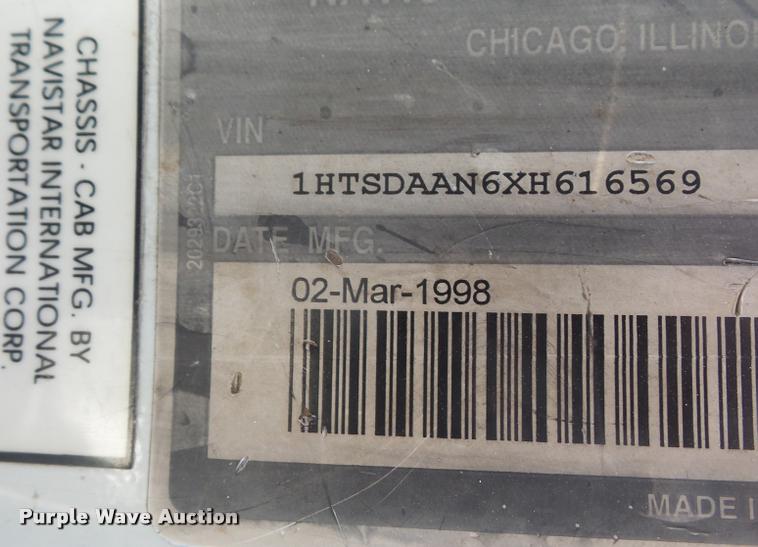 CHASSIS - CAB MFG. BY
NAVISTAR INTERNATIONAL
TRANSPORTATION CORP.
CHICAGO, ILLINOI
VIN
1HTSDAAN6XH616569
DATE MFG.
02-Mar-1998
MADE I
Purple Wave Auction